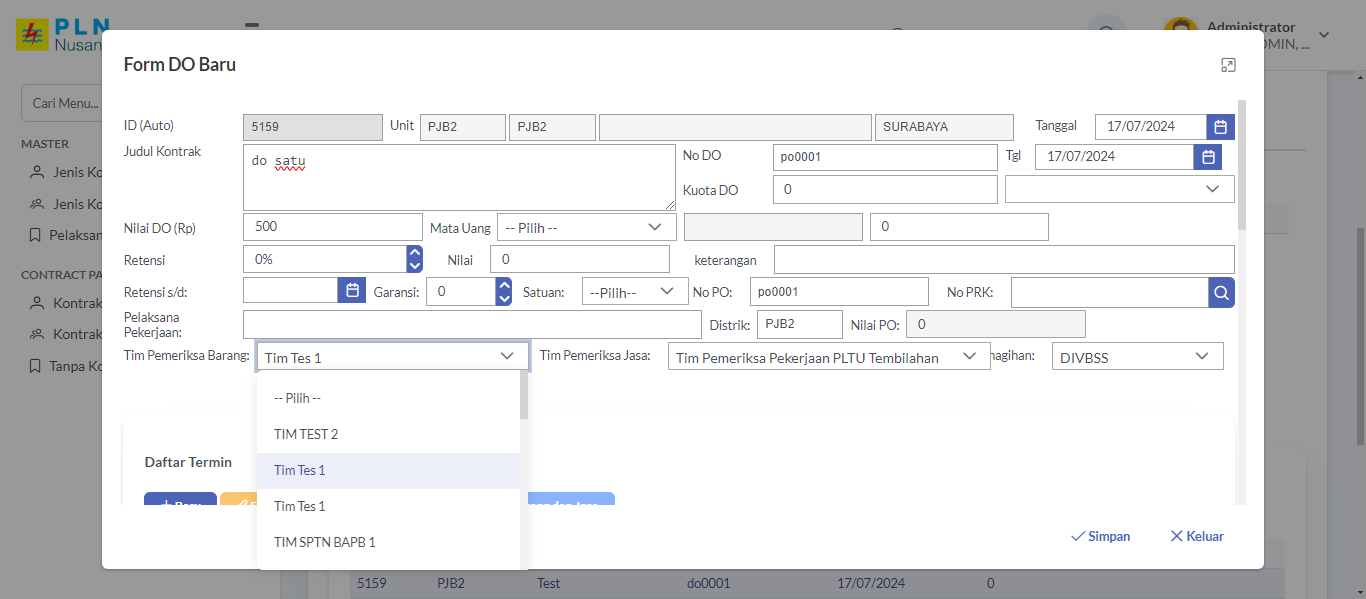 PLN
Nusan
Administrator
DMIN, ...
Form DO Baru
Cari Menu...
MASTER
Jenis Ko
Jenis Ko
Pelaksan
CONTRACT PA
Kontrak
Kontrak
Tanpa Ko
ID (Auto) 5159 Unit PJB2 PJB2 SURABAYA Tanggal 17/07/2024
Judul Kontrak do satu No DO po0001 Tgl 17/07/2024
Kuota DO 0
Nilai DO (Rp) 500 Mata Uang -- Pilih -- 0
Retensi 0% Nilai 0 keterangan
Retensi s/d: Garansi: 0 Satuan: --Pilih-- No PO: po0001 No PRK:
Pelaksana
Pekerjaan: Distrik: PJB2 Nilai PO: 0
Tim Pemeriksa Barang: Tim Tes 1 Tim Pemeriksa Jasa: Tim Pemeriksa Pekerjaan PLTU Tembilahan nagihan: DIVBSS
-- Pilih --
TIM TEST 2
Tim Tes 1
Tim Tes 1
TIM SPTN BAPB 1
Daftar Termin
Simpan Keluar
5159 PJB2 Test do0001 17/07/2024 0